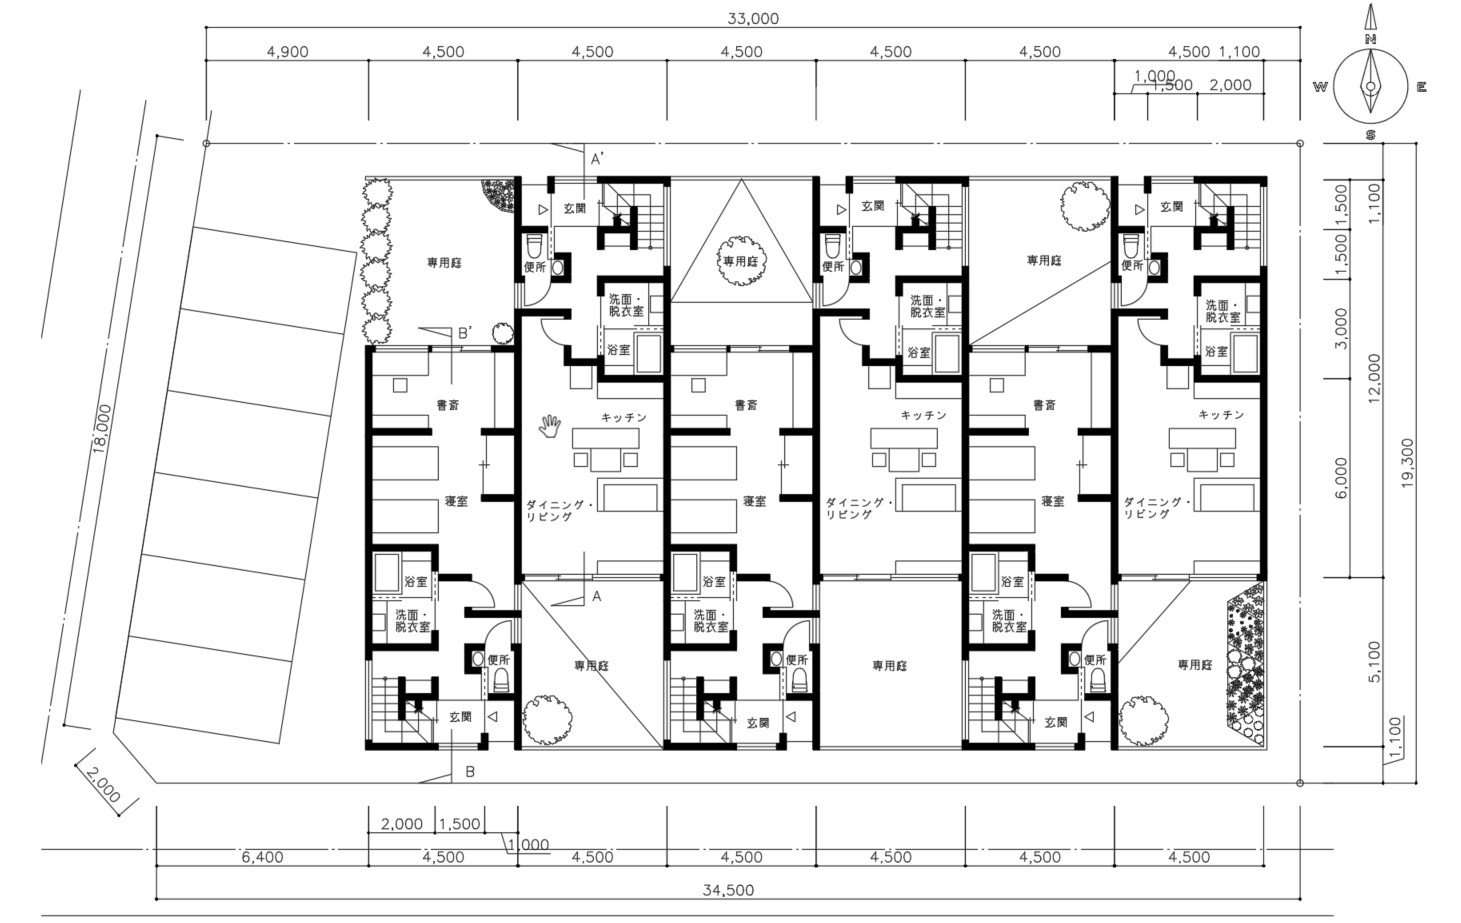 33,000
4,900
4,500
4,500
4,500
4,500
4,500
4,500
1,100
1,000
1,500
2,000
N
W
E
S
A'
玄関
玄関
玄関
便所
便所
便所
専用庭
専用庭
専用庭
洗面・
脱衣室
洗面・
脱衣室
洗面・
脱衣室
浴室
浴室
浴室
B'
書斎
キッチン
書斎
キッチン
書斎
キッチン
寝室
ダイニング・
リビング
寝室
ダイニング・
リビング
寝室
ダイニング・
リビング
浴室
浴室
浴室
A
洗面・
脱衣室
洗面・
脱衣室
洗面・
脱衣室
便所
専用庭
便所
専用庭
便所
専用庭
玄関
玄関
玄関
B
18,000
2,000
1,500
1,500
3,000
6,000
1,100
12,000
5,100
1,100
19,300
2,000
1,500
1,000
6,400
4,500
4,500
4,500
4,500
4,500
4,500
34,500